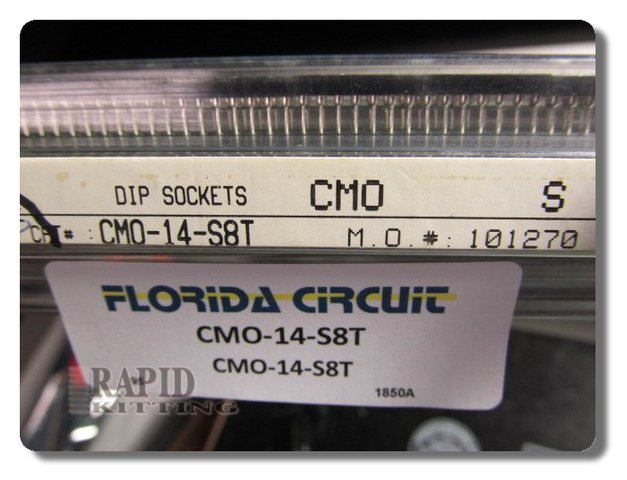 DIP SOCKETS CMO S
CAT# : CMO-14-S8T M.O.#: 101270
FLORIDA CIRCUIT
CMO-14-S8T
CMO-14-S8T
1850A
RAPID
KITTING